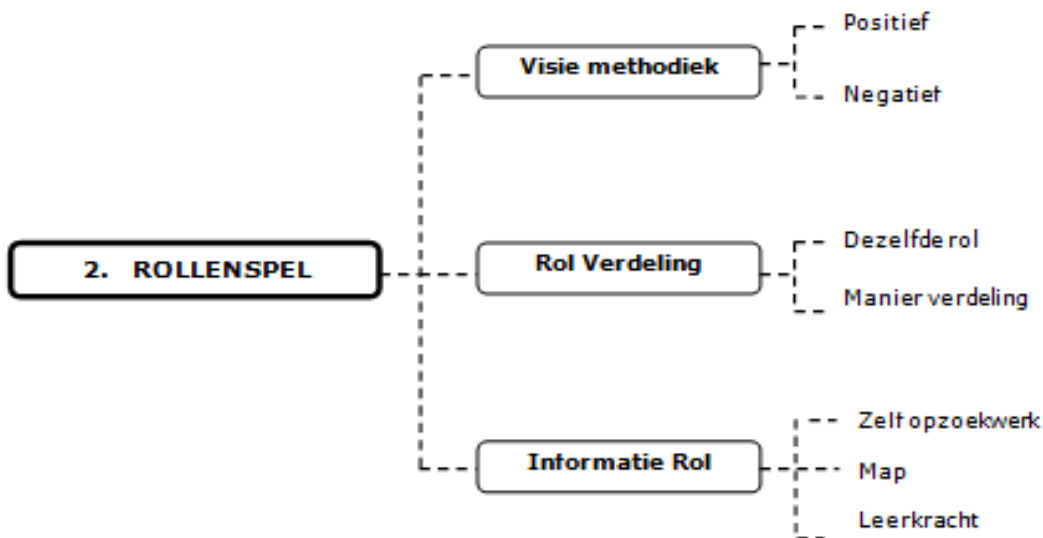 Positief
Visie methodiek
Negatief
Dezelfde rol
2. ROLLENSPEL
Rol Verdeling
Manier verdeling
Zelf opzoekwerk
Informatie Rol
Map
Leerkracht